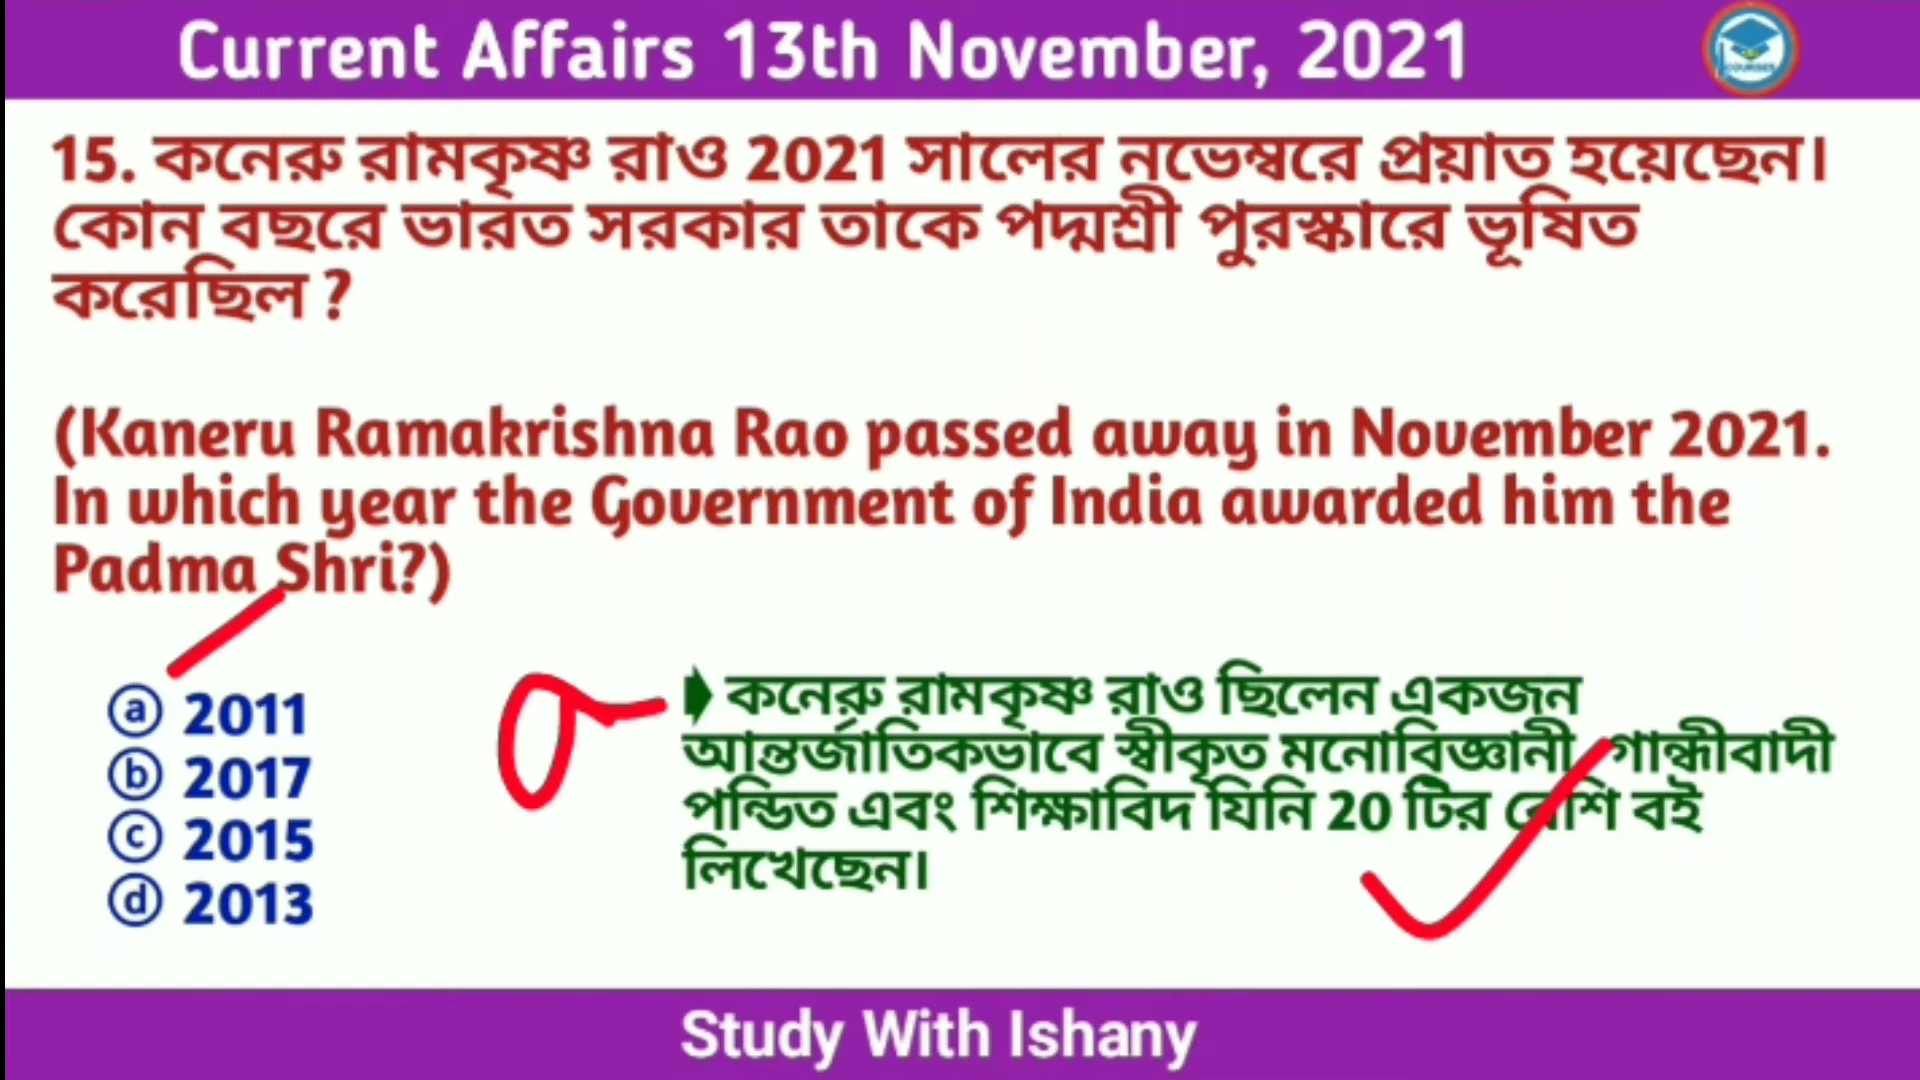 Current Affairs 13th November, 2021
COURSES
15. কনেরু রামকৃষ্ণ রাও 2021 সালের নভেম্বরে প্রয়াত হয়েছেন।
কোন বছরে ভারত সরকার তাকে পদ্মশ্রী পুরস্কারে ভূষিত
করেছিল ?
(Kaneru Ramakrishna Rao passed away in November 2021.
In which year the Government of India awarded him the
Padma Shri?)
ⓐ 2011
ⓑ 2017
ⓒ 2015
ⓓ 2013
কনেরু রামকৃষ্ণ রাও ছিলেন একজন
আন্তর্জাতিকভাবে স্বীকৃত মনোবিজ্ঞানী, গান্ধীবাদী
পন্ডিত এবং শিক্ষাবিদ যিনি 20 টির বেশি বই
লিখেছেন।
Study With Ishany